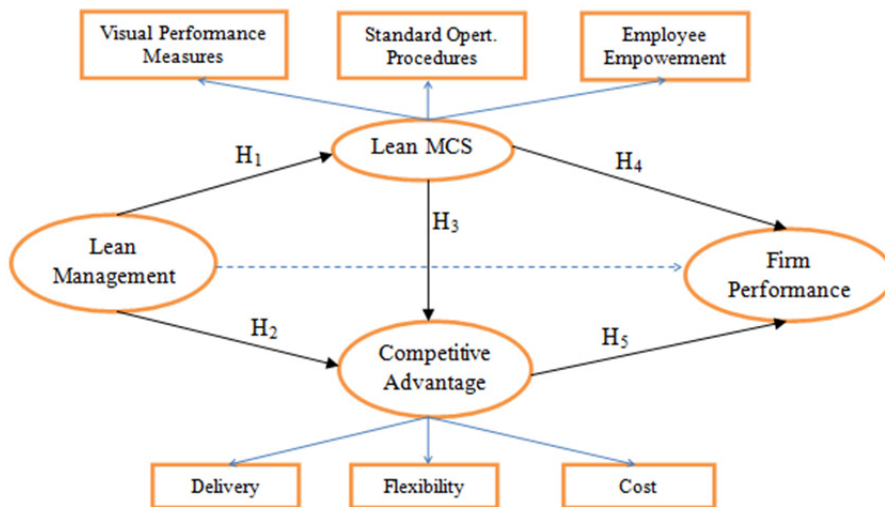 Visual Performance
Measures
Standard Opert.
Procedures
Employee
Empowerment
Lean MCS
H1
H4
H3
Lean
Management
Firm
Performance
H2
H5
Competitive
Advantage
Delivery
Flexibility
Cost